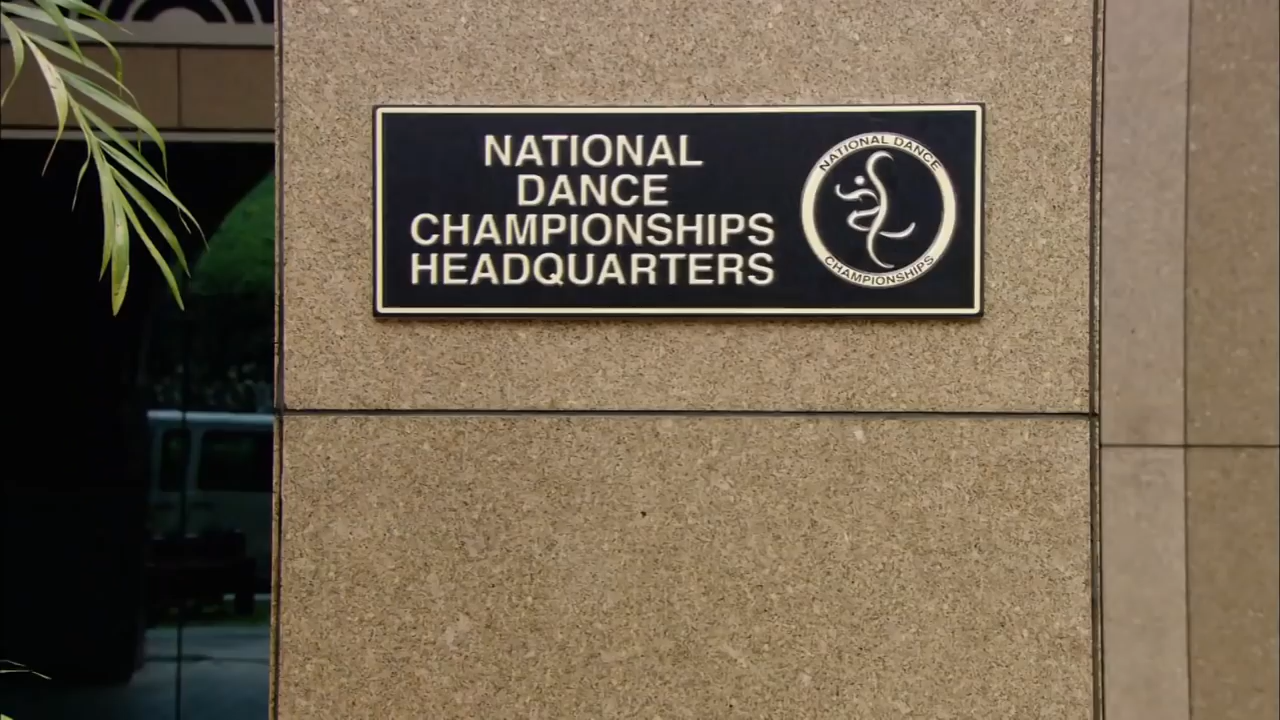 NATIONAL
DANCE
CHAMPIONSHIPS
HEADQUARTERS
NATIONAL DANCE
CHAMPIONSHIPS